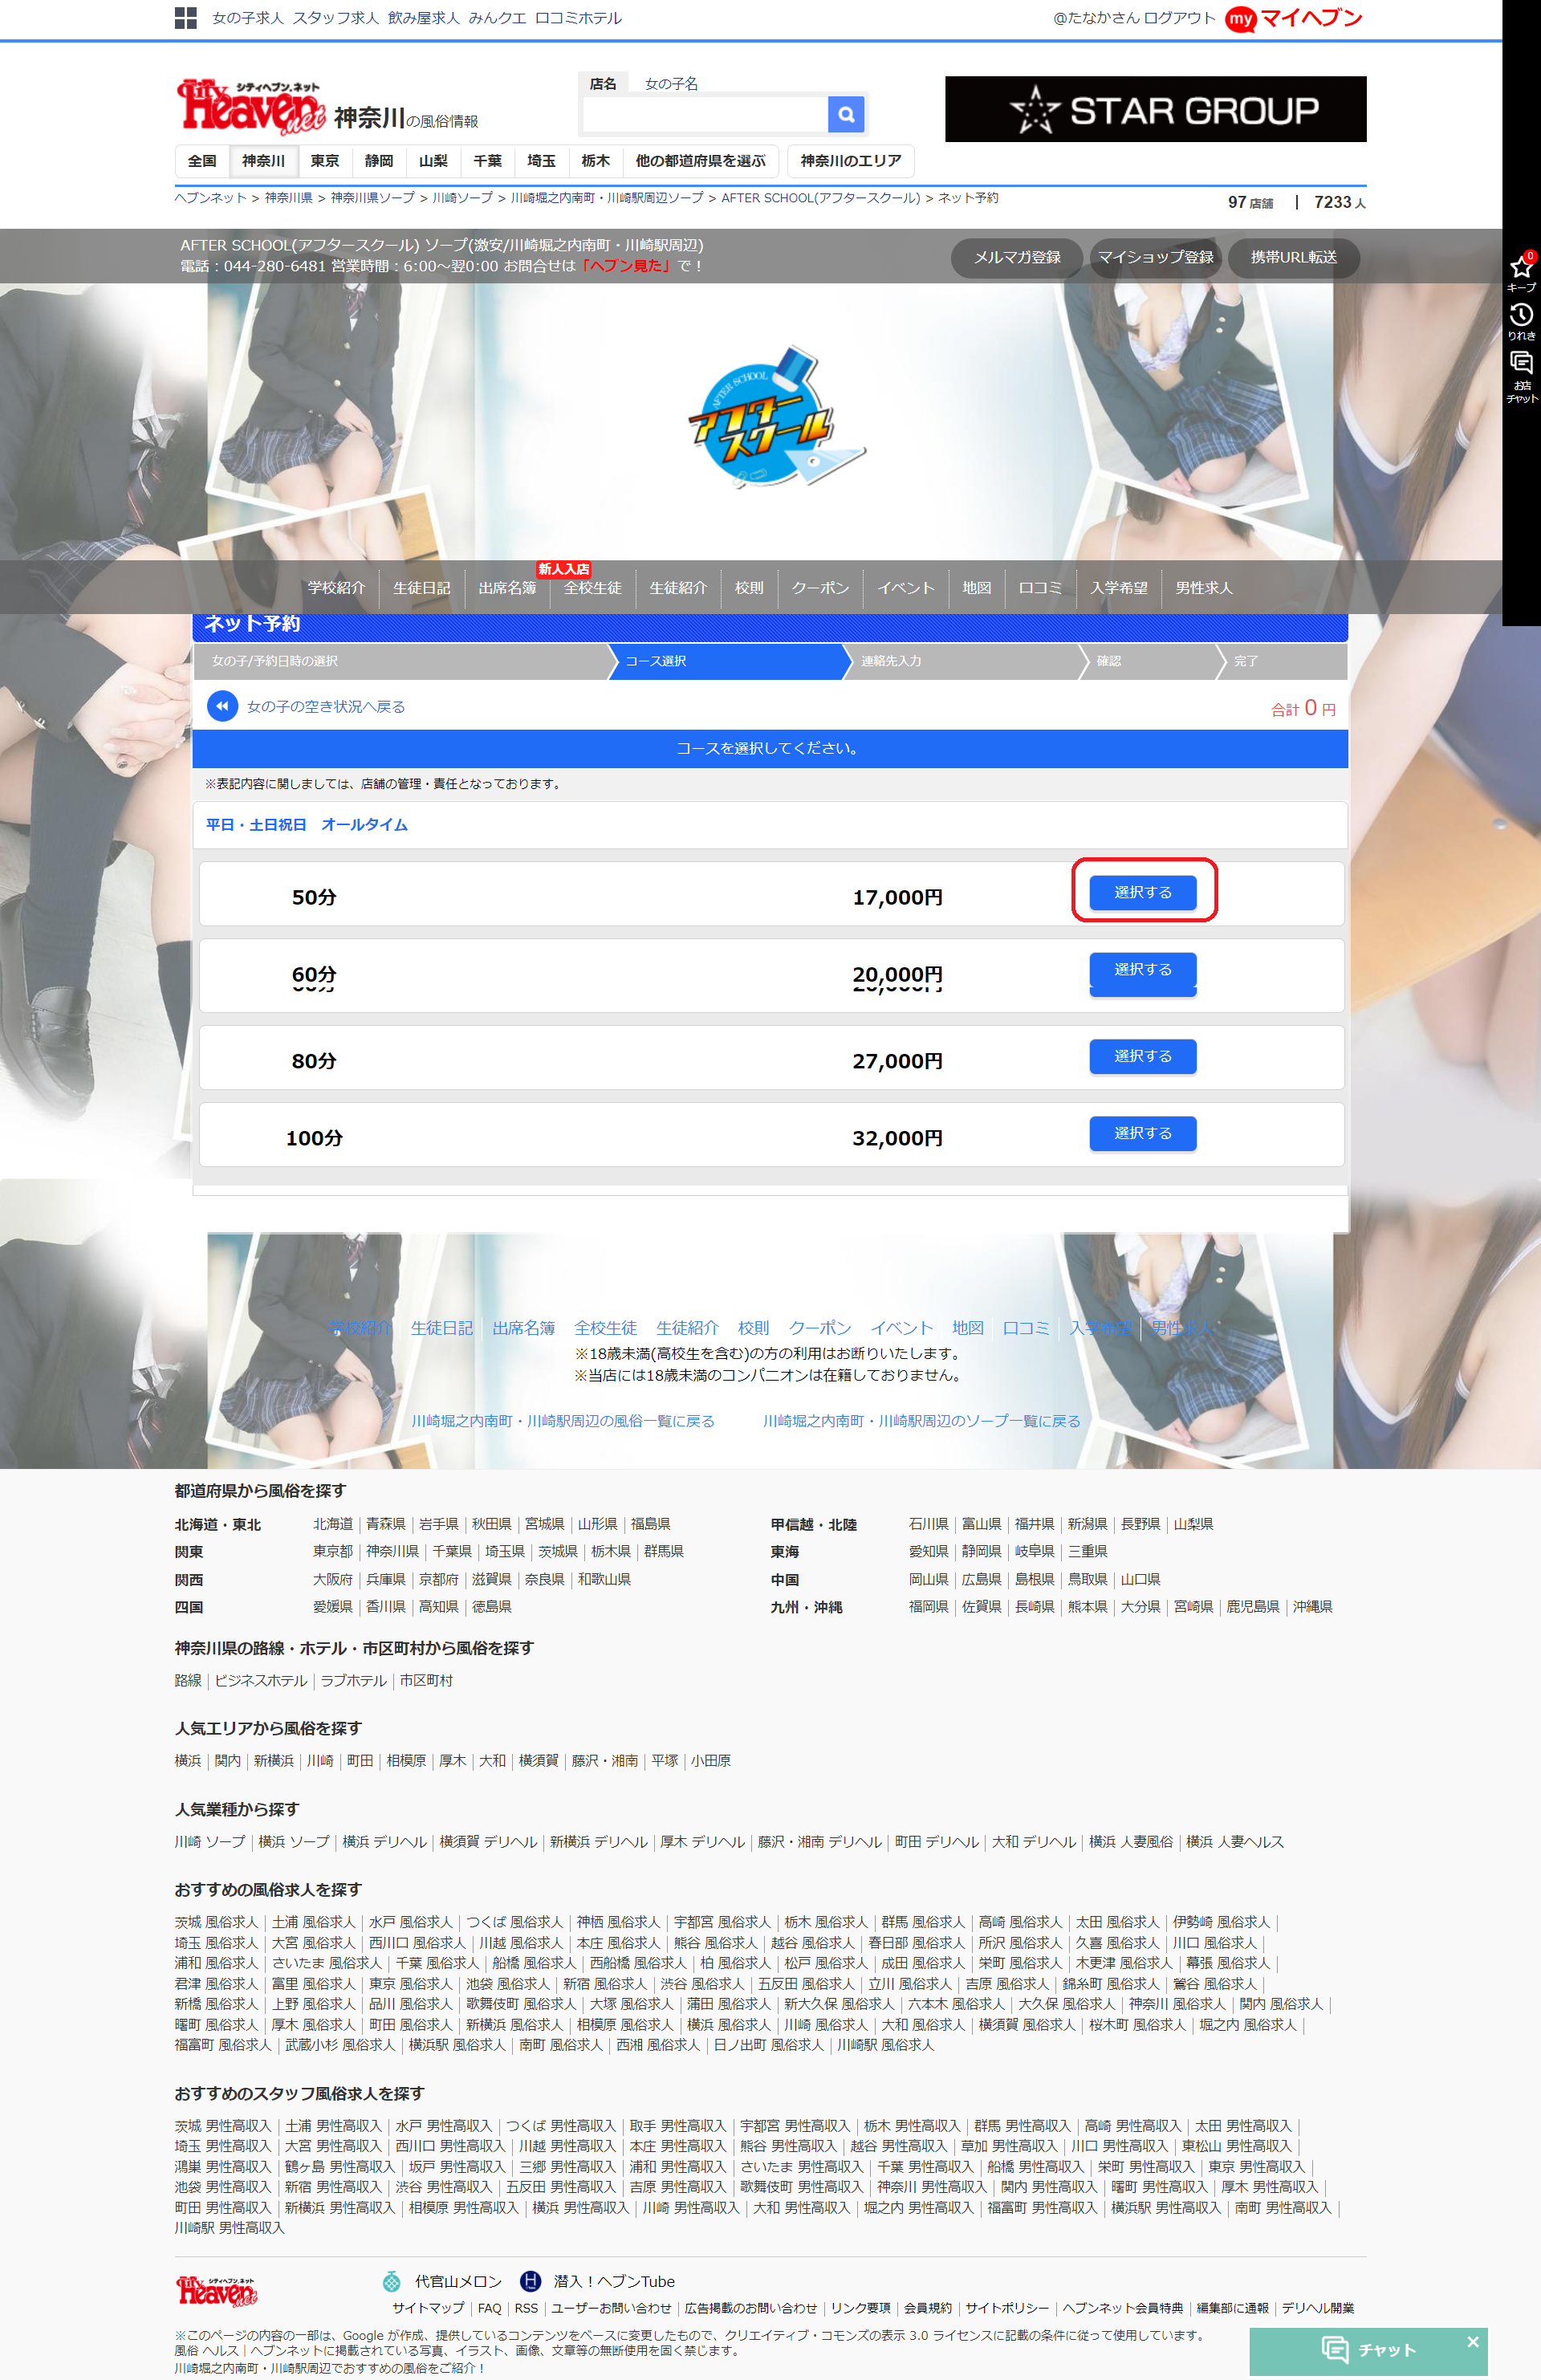 女の子求人 スタッフ求人 飲み屋求人 みんクエ 口コミホテル
@たなかさん ログアウト my マイヘブン
City Heaven.net シティヘブン.ネット
神奈川の風俗情報
店名 女の子名
STAR GROUP
全国 神奈川 東京 静岡 山梨 千葉 埼玉 栃木 他の都道府県を選ぶ 神奈川のエリア
ヘブンネット > 神奈川県 > 神奈川県ソープ > 川崎ソープ > 川崎堀之内南町・川崎駅周辺ソープ > AFTER SCHOOL(アフタースクール) > ネット予約
97 店舗 | 7233 人
AFTER SCHOOL(アフタースクール) ソープ(激安/川崎堀之内南町・川崎駅周辺)
電話：044-280-6481 営業時間：6:00～翌0:00 お問合せは「ヘブン見た」で！
メルマガ登録 マイショップ登録 携帯URL転送
0
キープ
りれき
お店
チャット
AFTER SCHOOL
アフター
スクール
新人入店
学校紹介 生徒日記 出席名簿 全校生徒 生徒紹介 校則 クーポン イベント 地図 口コミ 入学希望 男性求人
ネット予約
女の子/予約日時の選択 コース選択 連絡先入力 確認 完了
女の子の空き状況へ戻る
合計 0 円
コースを選択してください。
※表記内容に関しましては、店舗の管理・責任となっております。
平日・土日祝日　オールタイム
50分 17,000円 選択する
60分 20,000円 選択する
80分 27,000円 選択する
100分 32,000円 選択する
学校紹介 生徒日記 出席名簿 全校生徒 生徒紹介 校則 クーポン イベント 地図 口コミ 入学希望 男性求人
※18歳未満(高校生を含む)の方の利用はお断りいたします。
※当店には18歳未満のコンパニオンは在籍しておりません。
川崎堀之内南町・川崎駅周辺の風俗一覧に戻る 川崎堀之内南町・川崎駅周辺のソープ一覧に戻る
都道府県から風俗を探す
北海道・東北 北海道 青森県 岩手県 秋田県 宮城県 山形県 福島県
甲信越・北陸 石川県 富山県 福井県 新潟県 長野県 山梨県
関東 東京都 神奈川県 千葉県 埼玉県 茨城県 栃木県 群馬県
東海 愛知県 静岡県 岐阜県 三重県
関西 大阪府 兵庫県 京都府 滋賀県 奈良県 和歌山県
中国 岡山県 広島県 島根県 鳥取県 山口県
四国 愛媛県 香川県 高知県 徳島県
九州・沖縄 福岡県 佐賀県 長崎県 熊本県 大分県 宮崎県 鹿児島県 沖縄県
神奈川県の路線・ホテル・市区町村から風俗を探す
路線 ビジネスホテル ラブホテル 市区町村
人気エリアから風俗を探す
横浜 関内 新横浜 川崎 町田 相模原 厚木 大和 横須賀 藤沢・湘南 平塚 小田原
人気業種から探す
川崎 ソープ 横浜 ソープ 横浜 デリヘル 横須賀 デリヘル 新横浜 デリヘル 厚木 デリヘル 藤沢・湘南 デリヘル 町田 デリヘル 大和 デリヘル 横浜 人妻風俗 横浜 人妻ヘルス
おすすめの風俗求人を探す
茨城 風俗求人 土浦 風俗求人 水戸 風俗求人 つくば 風俗求人 神栖 風俗求人 宇都宮 風俗求人 栃木 風俗求人 群馬 風俗求人 高崎 風俗求人 太田 風俗求人 伊勢崎 風俗求人
埼玉 風俗求人 大宮 風俗求人 西川口 風俗求人 川越 風俗求人 本庄 風俗求人 熊谷 風俗求人 越谷 風俗求人 春日部 風俗求人 所沢 風俗求人 久喜 風俗求人 川口 風俗求人
浦和 風俗求人 さいたま 風俗求人 千葉 風俗求人 船橋 風俗求人 西船橋 風俗求人 柏 風俗求人 松戸 風俗求人 成田 風俗求人 栄町 風俗求人 木更津 風俗求人 幕張 風俗求人
君津 風俗求人 富里 風俗求人 東京 風俗求人 池袋 風俗求人 新宿 風俗求人 渋谷 風俗求人 五反田 風俗求人 立川 風俗求人 吉原 風俗求人 錦糸町 風俗求人 鶯谷 風俗求人
新橋 風俗求人 上野 風俗求人 品川 風俗求人 歌舞伎町 風俗求人 大塚 風俗求人 蒲田 風俗求人 新大久保 風俗求人 六本木 風俗求人 大久保 風俗求人 神奈川 風俗求人 関内 風俗求人
曙町 風俗求人 厚木 風俗求人 町田 風俗求人 新横浜 風俗求人 相模原 風俗求人 横浜 風俗求人 川崎 風俗求人 大和 風俗求人 横須賀 風俗求人 桜木町 風俗求人 堀之内 風俗求人
福富町 風俗求人 武蔵小杉 風俗求人 横浜駅 風俗求人 南町 風俗求人 西湘 風俗求人 日ノ出町 風俗求人 川崎駅 風俗求人
おすすめのスタッフ風俗求人を探す
茨城 男性高収入 土浦 男性高収入 水戸 男性高収入 つくば 男性高収入 取手 男性高収入 宇都宮 男性高収入 栃木 男性高収入 群馬 男性高収入 高崎 男性高収入 太田 男性高収入
埼玉 男性高収入 大宮 男性高収入 西川口 男性高収入 川越 男性高収入 本庄 男性高収入 熊谷 男性高収入 越谷 男性高収入 草加 男性高収入 川口 男性高収入 東松山 男性高収入
鴻巣 男性高収入 鶴ヶ島 男性高収入 坂戸 男性高収入 三郷 男性高収入 浦和 男性高収入 さいたま 男性高収入 千葉 男性高収入 船橋 男性高収入 栄町 男性高収入 東京 男性高収入
池袋 男性高収入 新宿 男性高収入 渋谷 男性高収入 五反田 男性高収入 吉原 男性高収入 歌舞伎町 男性高収入 神奈川 男性高収入 関内 男性高収入 曙町 男性高収入 厚木 男性高収入
町田 男性高収入 新横浜 男性高収入 相模原 男性高収入 横浜 男性高収入 川崎 男性高収入 大和 男性高収入 堀之内 男性高収入 福富町 男性高収入 横浜駅 男性高収入 南町 男性高収入
川崎駅 男性高収入
City Heaven.net シティヘブン.ネット
代官山メロン H 潜入！ヘブンTube
サイトマップ FAQ RSS ユーザーお問い合わせ 広告掲載のお問い合わせ リンク要項 会員規約 サイトポリシー ヘブンネット会員特典 編集部に通報 デリヘル開業
※このページの内容の一部は、Google が作成、提供しているコンテンツをベースに変更したもので、クリエイティブ・コモンズの表示 3.0 ライセンスに記載の条件に従って使用しています。
風俗 ヘルス｜ヘブンネットに掲載されている写真、イラスト、画像、文章等の無断使用を固く禁じます。
川崎堀之内南町・川崎駅周辺でおすすめの風俗をご紹介！
チャット ×